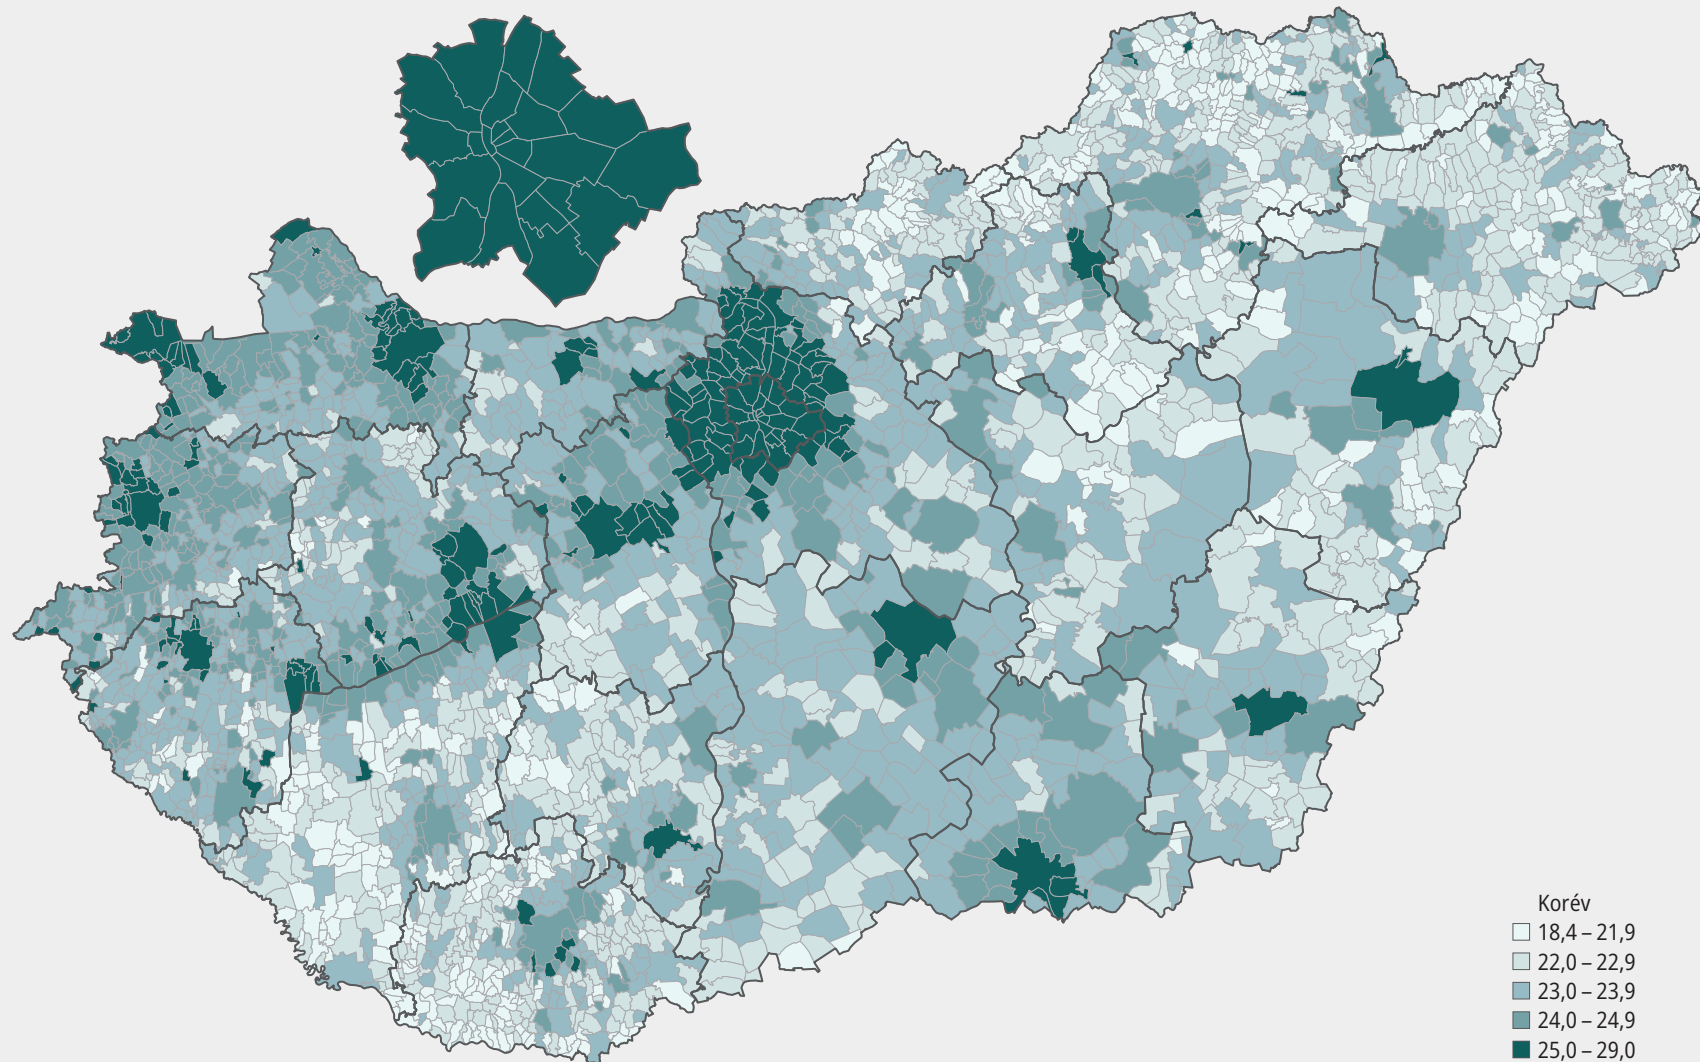 Korév
18,4 – 21,9
22,0 – 22,9
23,0 – 23,9
24,0 – 24,9
25,0 – 29,0